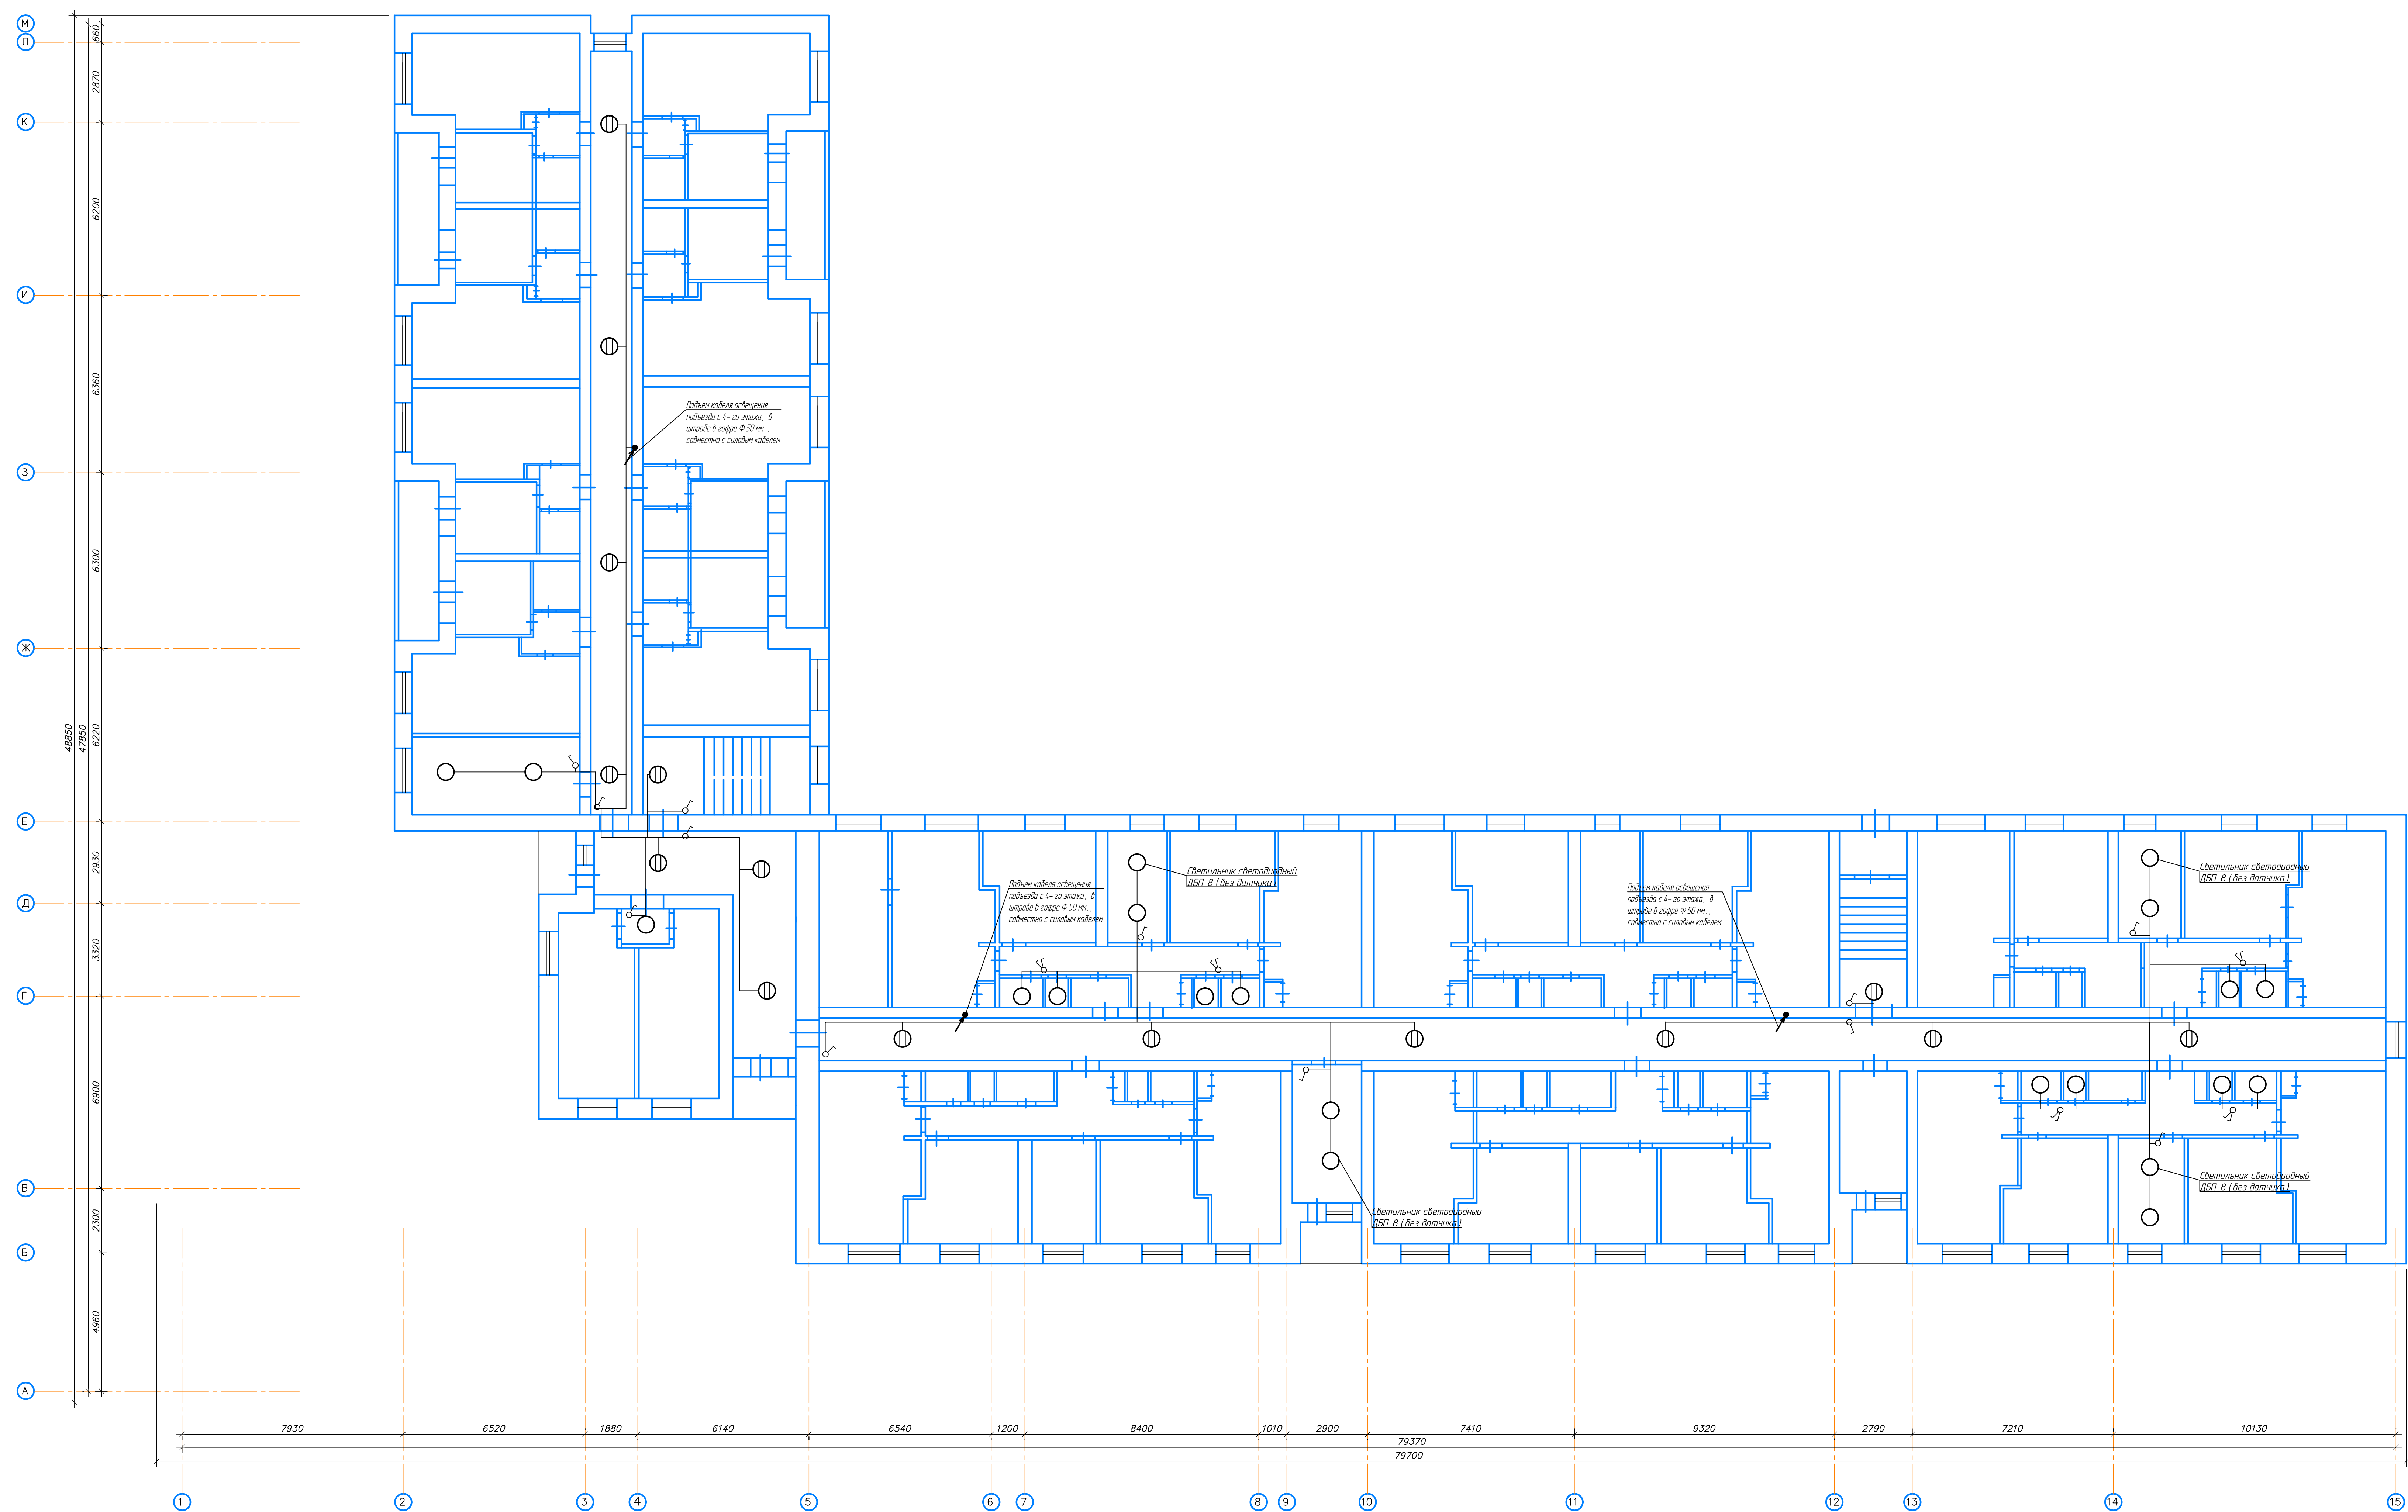 М
Л
К
И
З
Ж
Е
Д
Г
В
Б
А
660
2870
6200
6360
6300
6220
2930
3320
6900
2300
4960
47850
48850
Подъем кабеля освещения
подъезда с 4- го этажа, в
штробе в гофре Ф 50 мм.,
совместно с силовым кабелем
Подъем кабеля освещения
подъезда с 4- го этажа, в
штробе в гофре Ф 50 мм.,
совместно с силовым кабелем
Светильник светодиодный
ДБП 8 (без датчика)
Подъем кабеля освещения
подъезда с 4- го этажа, в
штробе в гофре Ф 50 мм.,
совместно с силовым кабелем
Светильник светодиодный
ДБП 8 (без датчика)
Светильник светодиодный
ДБП 8 (без датчика)
Светильник светодиодный
ДБП 8 (без датчика)
7930 6520 1880 6140 6540 1200 8400 1010 2900 7410 9320 2790 7210 10130
79370
79700
1 2 3 4 5 6 7 8 9 10 11 12 13 14 15